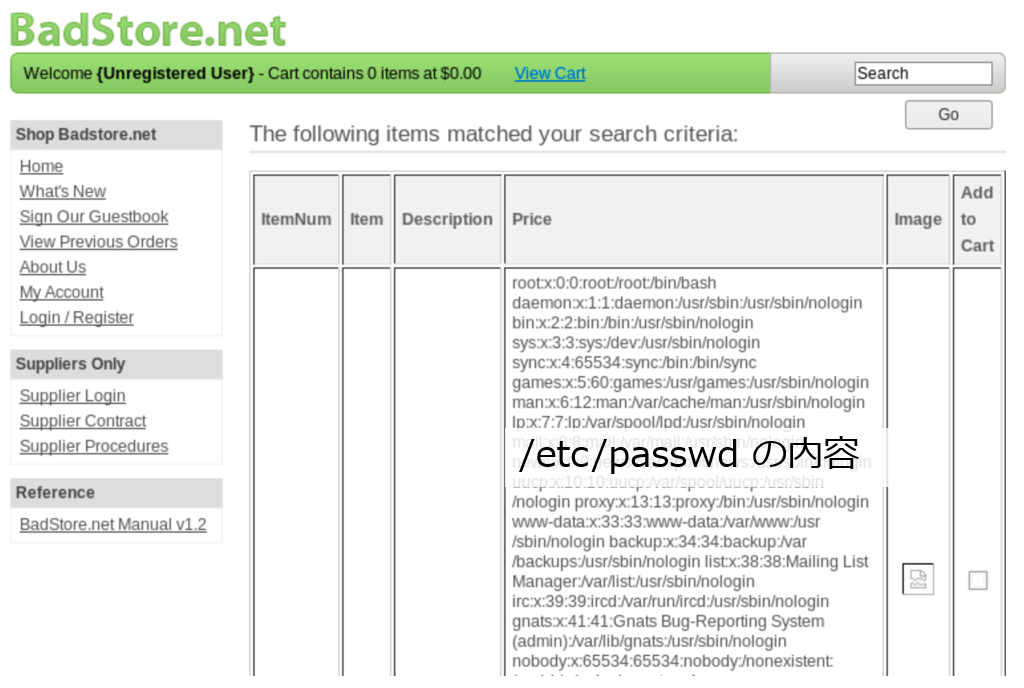 BadStore.net
Welcome {Unregistered User} - Cart contains 0 items at $0.00 View Cart
Search
Go
Shop Badstore.net
Home
What's New
Sign Our Guestbook
View Previous Orders
About Us
My Account
Login / Register
Suppliers Only
Supplier Login
Supplier Contract
Supplier Procedures
Reference
BadStore.net Manual v1.2
The following items matched your search criteria:
ItemNum Item Description Price Image Add to Cart
root:x:0:0:root:/root:/bin/bash
daemon:x:1:1:daemon:/usr/sbin:/usr/sbin/nologin
bin:x:2:2:bin:/bin:/usr/sbin/nologin
sys:x:3:3:sys:/dev:/usr/sbin/nologin
sync:x:4:65534:sync:/bin:/bin/sync
games:x:5:60:games:/usr/games:/usr/sbin/nologin
man:x:6:12:man:/var/cache/man:/usr/sbin/nologin
lp:x:7:7:lp:/var/spool/lpd:/usr/sbin/nologin
/etc/passwd の内容
uucp:x:10:10:uucp:/var/spool/uucp:/usr/sbin
/nologin proxy:x:13:13:proxy:/bin:/usr/sbin/nologin
www-data:x:33:33:www-data:/var/www:/usr
/sbin/nologin backup:x:34:34:backup:/var
/backups:/usr/sbin/nologin list:x:38:38:Mailing List
Manager:/var/list:/usr/sbin/nologin
irc:x:39:39:ircd:/var/run/ircd:/usr/sbin/nologin
gnats:x:41:41:Gnats Bug-Reporting System
(admin):/var/lib/gnats:/usr/sbin/nologin
nobody:x:65534:65534:nobody:/nonexistent: